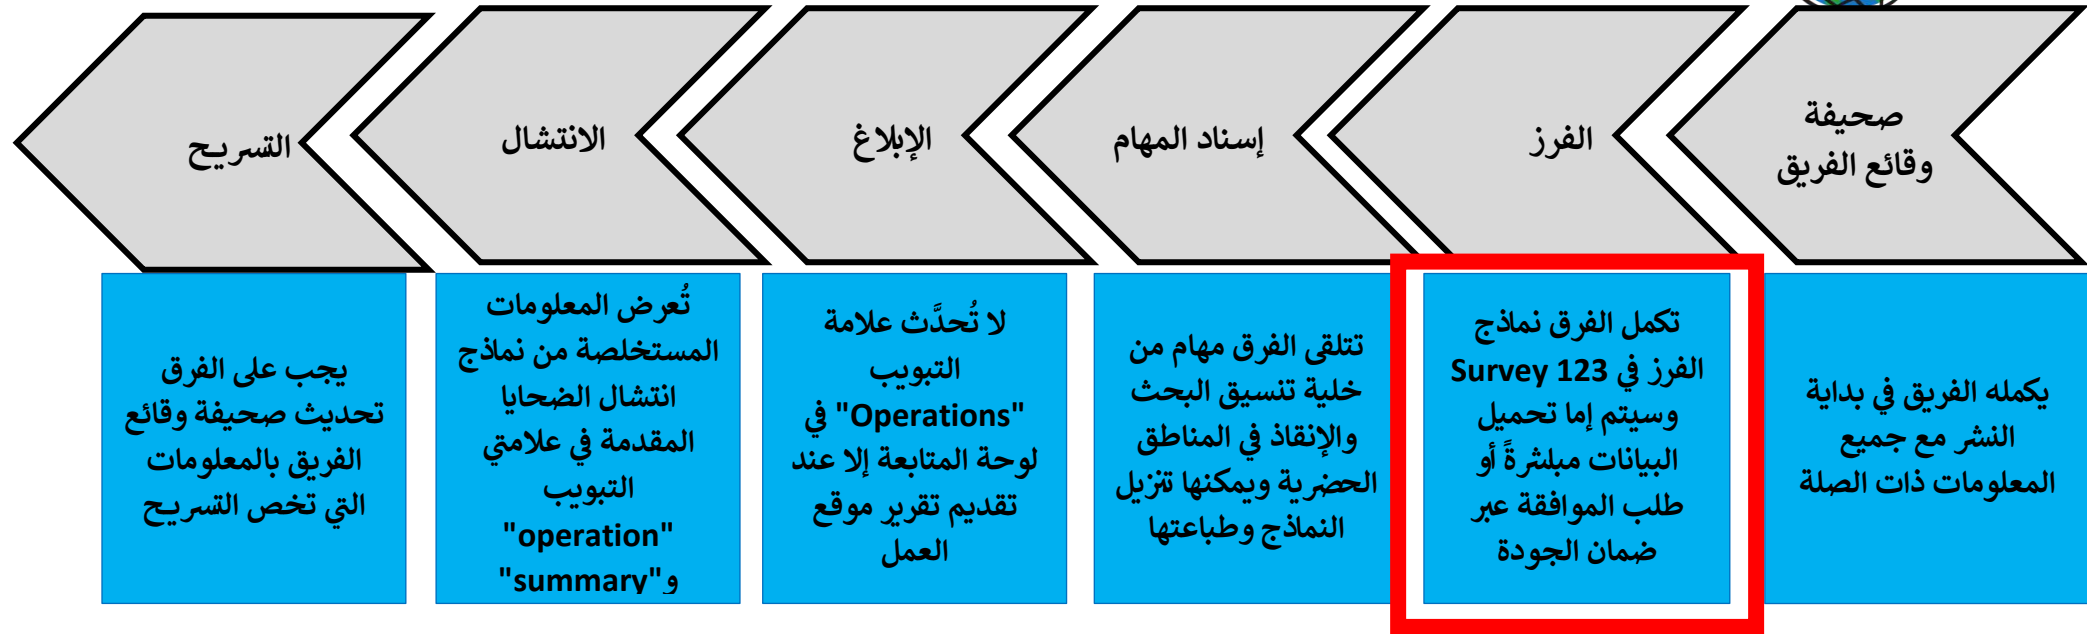 صحيفة
وقائع الفريق
الفرز
إسناد المهام
الإبلاغ
الانتشال
التسريح
يكمله الفريق في بداية
النشر مع جميع
المعلومات ذات الصلة
تكمل الفرق نماذج
الفرز في Survey 123
وسيتم إما تحميل
البيانات مبلشرةً أو
طلب الموافقة عبر
ضمان الجودة
تتلقى الفرق مهام من
خلية تنسيق البحث
والإنقاذ في المناطق
الحضرية ويمكنها تنزيل
النماذج وطباعتها
لا تُحدَّث علامة
التبويب
"Operations" في
لوحة المتابعة إلا عند
تقديم تقرير موقع
العمل
تُعرض المعلومات
المستخلصة من نماذج
انتشال الضحايا
المقدمة في علامتي
التبويب
"operation"
و"summary"
يجب على الفرق
تحديث صحيفة وقائع
الفريق بالمعلومات
التي تخص التسريح